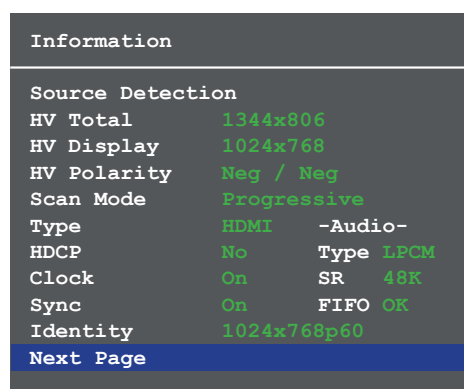 Information
Source Detection
HV Total 1344x806
HV Display 1024x768
HV Polarity Neg / Neg
Scan Mode Progressive
Type HDMI -Audio-
HDCP No Type LPCM
Clock On SR 48K
Sync On FIFO OK
Identity 1024x768p60
Next Page